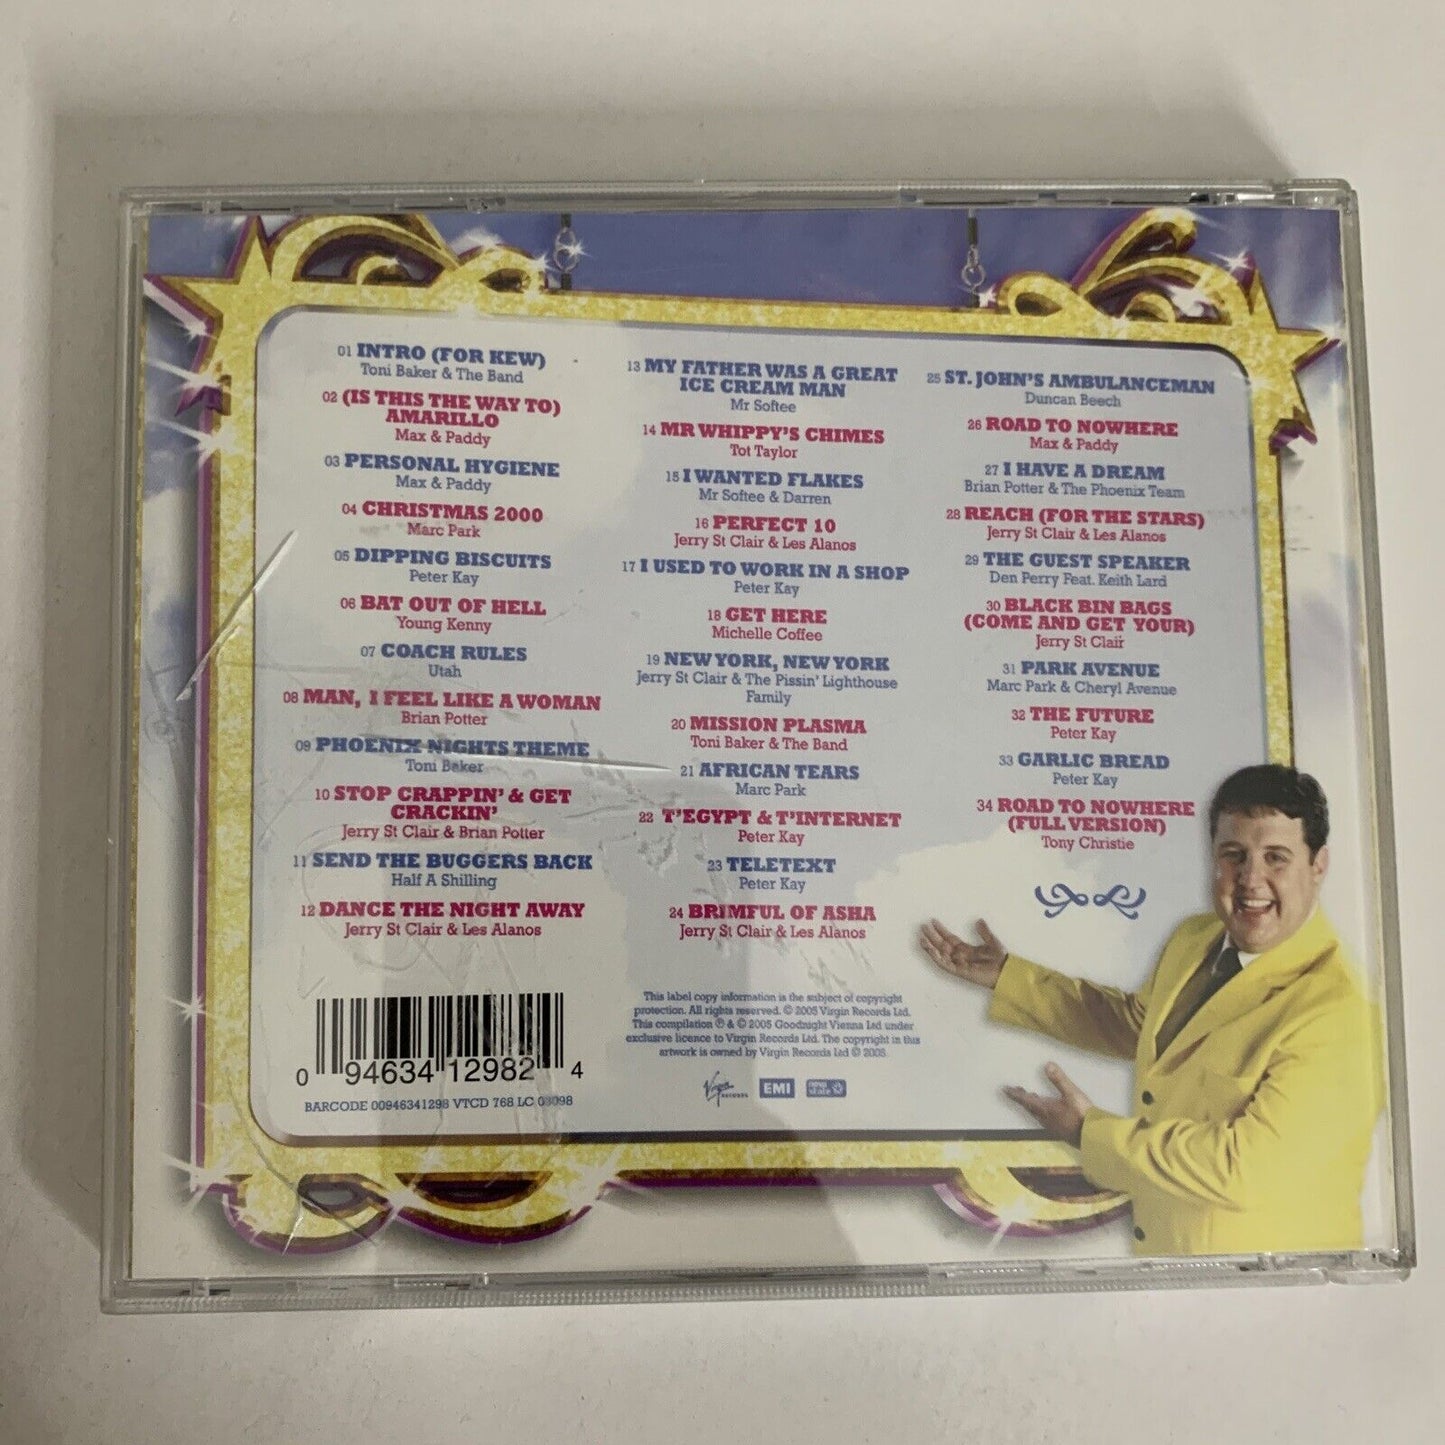 01 INTRO (FOR KEW)
Toni Baker & The Band
02 (IS THIS THE WAY TO)
AMARILLO
Max & Paddy
03 PERSONAL HYGIENE
Max & Paddy
04 CHRISTMAS 2000
Marc Park
05 DIPPING BISCUITS
Peter Kay
06 BAT OUT OF HELL
Young Kenny
07 COACH RULES
Utah
08 MAN, I FEEL LIKE A WOMAN
Brian Potter
09 PHOENIX NIGHTS THEME
Toni Baker
10 STOP CRAPPIN' & GET
CRACKIN'
Jerry St Clair & Brian Potter
11 SEND THE BUGGERS BACK
Half A Shilling
12 DANCE THE NIGHT AWAY
Jerry St Clair & Les Alanos
13 MY FATHER WAS A GREAT
ICE CREAM MAN
Mr Softee
14 MR WHIPPY'S CHIMES
Tot Taylor
15 I WANTED FLAKES
Mr Softee & Darren
16 PERFECT 10
Jerry St Clair & Les Alanos
17 I USED TO WORK IN A SHOP
Peter Kay
18 GET HERE
Michelle Coffee
19 NEW YORK, NEW YORK
Jerry St Clair & The Pissin' Lighthouse
Family
20 MISSION PLASMA
Toni Baker & The Band
21 AFRICAN TEARS
Marc Park
22 T'EGYPT & T'INTERNET
Peter Kay
23 TELETEXT
Peter Kay
24 BRIMFUL OF ASHA
Jerry St Clair & Les Alanos
25 ST. JOHN'S AMBULANCEMAN
Duncan Beech
26 ROAD TO NOWHERE
Max & Paddy
27 I HAVE A DREAM
Brian Potter & The Phoenix Team
28 REACH (FOR THE STARS)
Jerry St Clair & Les Alanos
29 THE GUEST SPEAKER
Den Perry Feat. Keith Lard
30 BLACK BIN BAGS
(COME AND GET YOUR)
Jerry St Clair
31 PARK AVENUE
Marc Park & Cheryl Avenue
32 THE FUTURE
Peter Kay
33 GARLIC BREAD
Peter Kay
34 ROAD TO NOWHERE
(FULL VERSION)
Tony Christie
0 94634 12982 4
BARCODE 00946341298 VTCD 768 LC 03098
This label copy information is the subject of copyright
protection. All rights reserved. © 2005 Virgin Records Ltd.
This compilation ℗ & © 2005 Goodnight Vienna Ltd under
exclusive licence to Virgin Records Ltd. The copyright in this
artwork is owned by Virgin Records Ltd © 2005.
Virgin RECORDS EMI new state